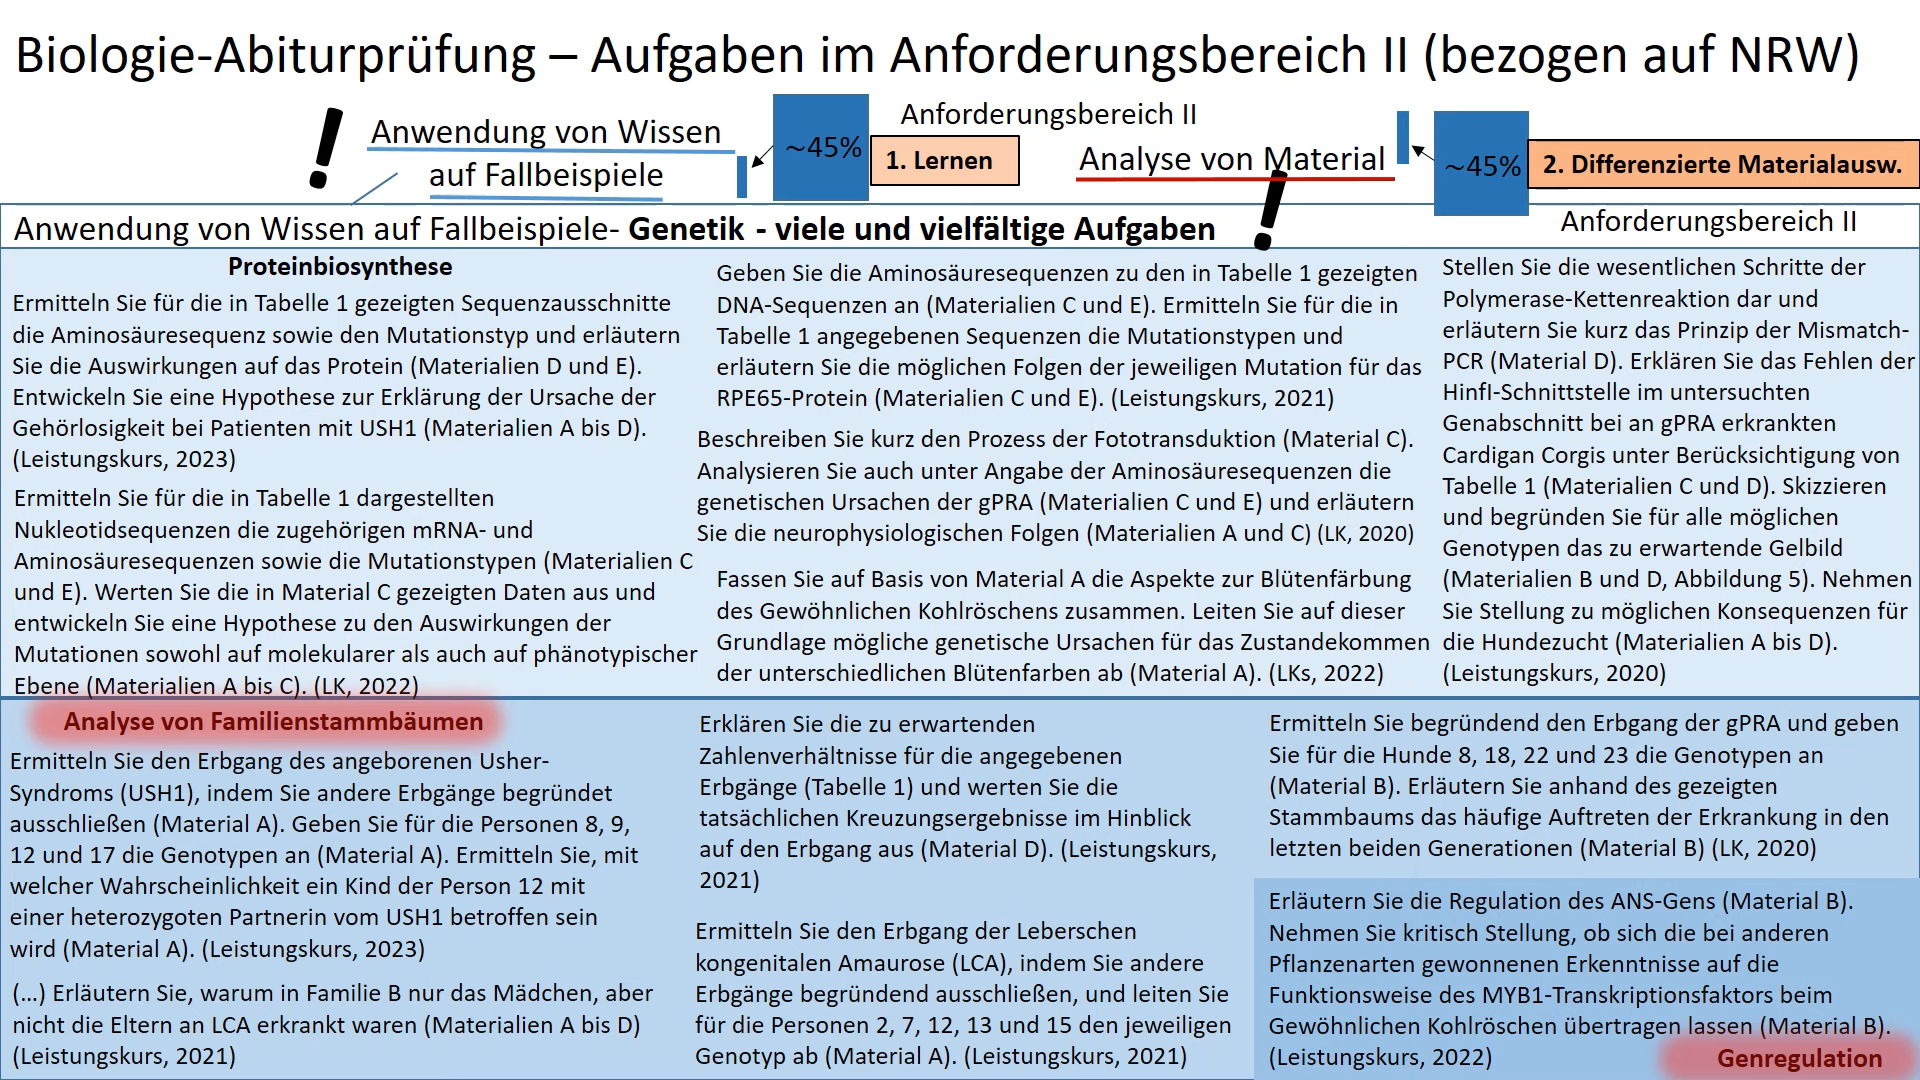 Biologie-Abiturprüfung – Aufgaben im Anforderungsbereich II (bezogen auf NRW)
!
Anwendung von Wissen
auf Fallbeispiele
~45%
Anforderungsbereich II
1. Lernen
Analyse von Material
!
~45%
2. Differenzierte Materialausw.
Anforderungsbereich II
Anwendung von Wissen auf Fallbeispiele- Genetik - viele und vielfältige Aufgaben
Proteinbiosynthese
Ermitteln Sie für die in Tabelle 1 gezeigten Sequenzausschnitte
die Aminosäuresequenz sowie den Mutationstyp und erläutern
Sie die Auswirkungen auf das Protein (Materialien D und E).
Entwickeln Sie eine Hypothese zur Erklärung der Ursache der
Gehörlosigkeit bei Patienten mit USH1 (Materialien A bis D).
(Leistungskurs, 2023)
Ermitteln Sie für die in Tabelle 1 dargestellten
Nukleotidsequenzen die zugehörigen mRNA- und
Aminosäuresequenzen sowie die Mutationstypen (Materialien C
und E). Werten Sie die in Material C gezeigten Daten aus und
entwickeln Sie eine Hypothese zu den Auswirkungen der
Mutationen sowohl auf molekularer als auch auf phänotypischer
Ebene (Materialien A bis C). (LK, 2022)
Geben Sie die Aminosäuresequenzen zu den in Tabelle 1 gezeigten
DNA-Sequenzen an (Materialien C und E). Ermitteln Sie für die in
Tabelle 1 angegebenen Sequenzen die Mutationstypen und
erläutern Sie die möglichen Folgen der jeweiligen Mutation für das
RPE65-Protein (Materialien C und E). (Leistungskurs, 2021)
Beschreiben Sie kurz den Prozess der Fototransduktion (Material C).
Analysieren Sie auch unter Angabe der Aminosäuresequenzen die
genetischen Ursachen der gPRA (Materialien C und E) und erläutern
Sie die neurophysiologischen Folgen (Materialien A und C) (LK, 2020)
Fassen Sie auf Basis von Material A die Aspekte zur Blütenfärbung
des Gewöhnlichen Kohlröschens zusammen. Leiten Sie auf dieser
Grundlage mögliche genetische Ursachen für das Zustandekommen
der unterschiedlichen Blütenfarben ab (Material A). (LKs, 2022)
Stellen Sie die wesentlichen Schritte der
Polymerase-Kettenreaktion dar und
erläutern Sie kurz das Prinzip der Mismatch-
PCR (Material D). Erklären Sie das Fehlen der
HinfI-Schnittstelle im untersuchten
Genabschnitt bei an gPRA erkrankten
Cardigan Corgis unter Berücksichtigung von
Tabelle 1 (Materialien C und D). Skizzieren
und begründen Sie für alle möglichen
Genotypen das zu erwartende Gelbild
(Materialien B und D, Abbildung 5). Nehmen
Sie Stellung zu möglichen Konsequenzen für
die Hundezucht (Materialien A bis D).
(Leistungskurs, 2020)
Analyse von Familienstammbäumen
Ermitteln Sie den Erbgang des angeborenen Usher-
Syndroms (USH1), indem Sie andere Erbgänge begründet
ausschließen (Material A). Geben Sie für die Personen 8, 9,
12 und 17 die Genotypen an (Material A). Ermitteln Sie, mit
welcher Wahrscheinlichkeit ein Kind der Person 12 mit
einer heterozygoten Partnerin vom USH1 betroffen sein
wird (Material A). (Leistungskurs, 2023)
(...) Erläutern Sie, warum in Familie B nur das Mädchen, aber
nicht die Eltern an LCA erkrankt waren (Materialien A bis D)
(Leistungskurs, 2021)
Erklären Sie die zu erwartenden
Zahlenverhältnisse für die angegebenen
Erbgänge (Tabelle 1) und werten Sie die
tatsächlichen Kreuzungsergebnisse im Hinblick
auf den Erbgang aus (Material D). (Leistungskurs,
2021)
Ermitteln Sie den Erbgang der Leberschen
kongenitalen Amaurose (LCA), indem Sie andere
Erbgänge begründend ausschließen, und leiten Sie
für die Personen 2, 7, 12, 13 und 15 den jeweiligen
Genotyp ab (Material A). (Leistungskurs, 2021)
Ermitteln Sie begründend den Erbgang der gPRA und geben
Sie für die Hunde 8, 18, 22 und 23 die Genotypen an
(Material B). Erläutern Sie anhand des gezeigten
Stammbaums das häufige Auftreten der Erkrankung in den
letzten beiden Generationen (Material B) (LK, 2020)
Erläutern Sie die Regulation des ANS-Gens (Material B).
Nehmen Sie kritisch Stellung, ob sich die bei anderen
Pflanzenarten gewonnenen Erkenntnisse auf die
Funktionsweise des MYB1-Transkriptionsfaktors beim
Gewöhnlichen Kohlröschen übertragen lassen (Material B).
(Leistungskurs, 2022)
Genregulation